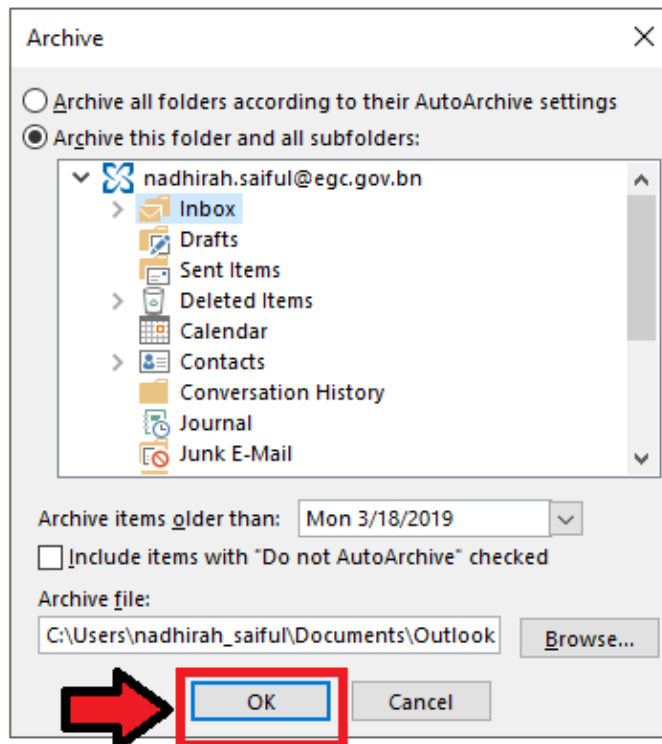 Archive
Archive all folders according to their AutoArchive settings
Archive this folder and all subfolders:
nadhirah.saiful@egc.gov.bn
Inbox
Drafts
Sent Items
Deleted Items
Calendar
Contacts
Conversation History
Journal
Junk E-Mail
Archive items older than: Mon 3/18/2019
Include items with "Do not AutoArchive" checked
Archive file:
C:\Users\nadhirah_saiful\Documents\Outlook Browse...
OK Cancel